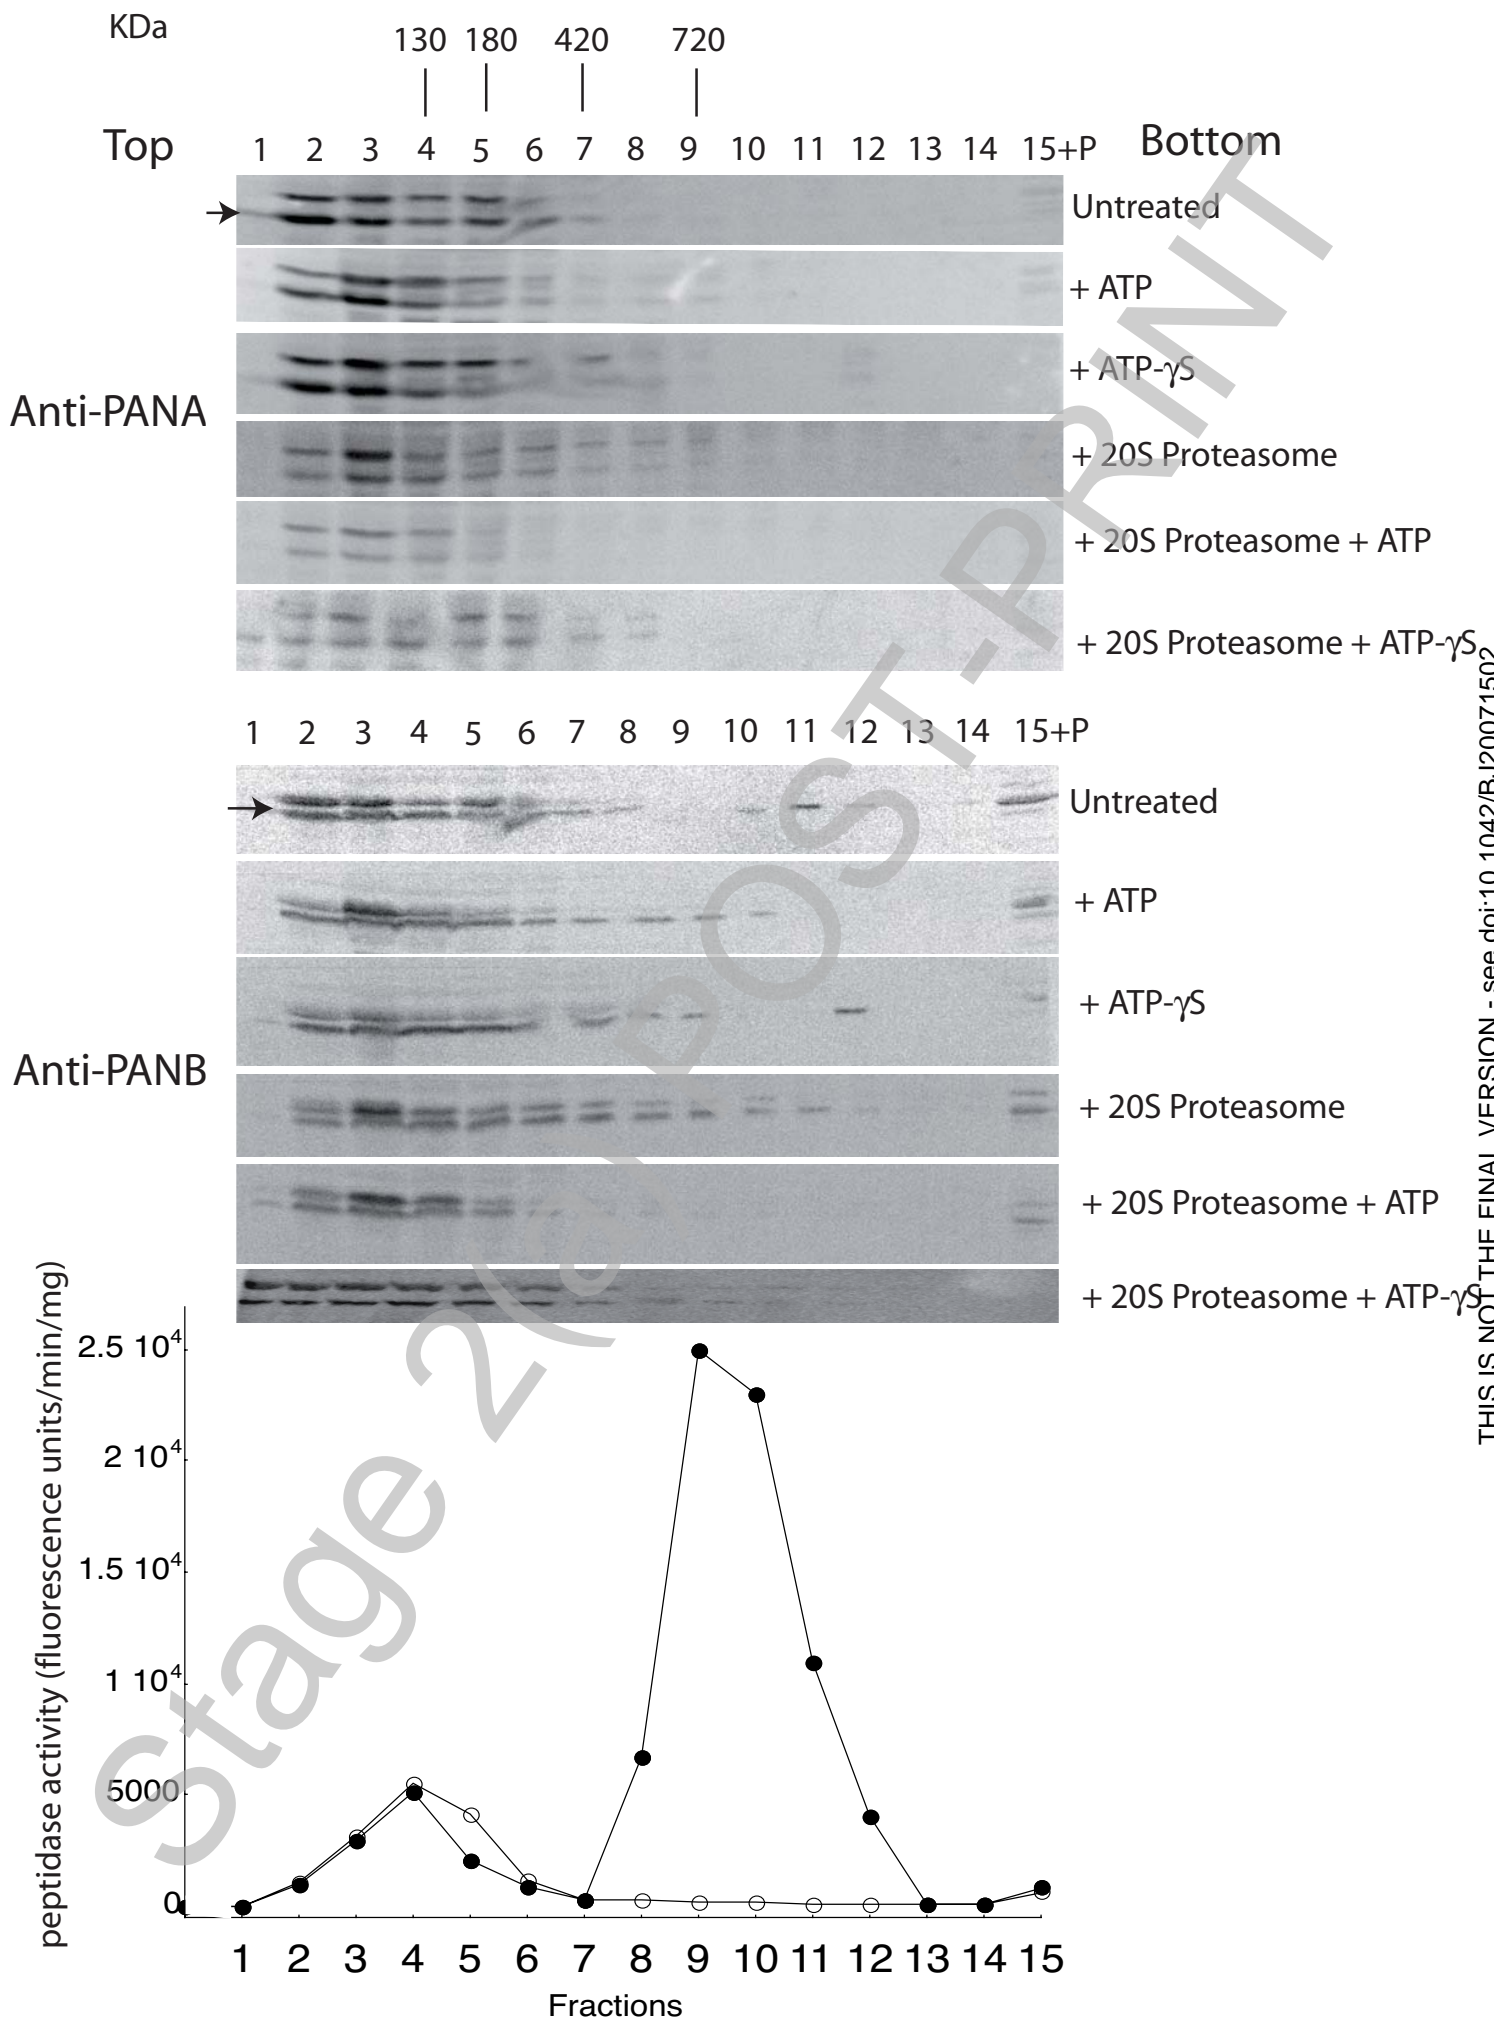 KDa
130 180 420 720
Top 1 2 3 4 5 6 7 8 9 10 11 12 13 14 15+P Bottom
Untreated
+ ATP
+ ATP-γS
Anti-PANA
+ 20S Proteasome
+ 20S Proteasome + ATP
+ 20S Proteasome + ATP-γS
1 2 3 4 5 6 7 8 9 10 11 12 13 14 15+P
Untreated
+ ATP
+ ATP-γS
Anti-PANB
+ 20S Proteasome
+ 20S Proteasome + ATP
+ 20S Proteasome + ATP-γS
peptidase activity (fluorescence units/min/mg)
2.5 10⁴
2 10⁴
1.5 10⁴
1 10⁴
5000
0
1 2 3 4 5 6 7 8 9 10 11 12 13 14 15
Fractions
THIS IS NOT THE FINAL VERSION - see doi:10.1042/BJ20071502
Stage 2(a) POST-PRINT